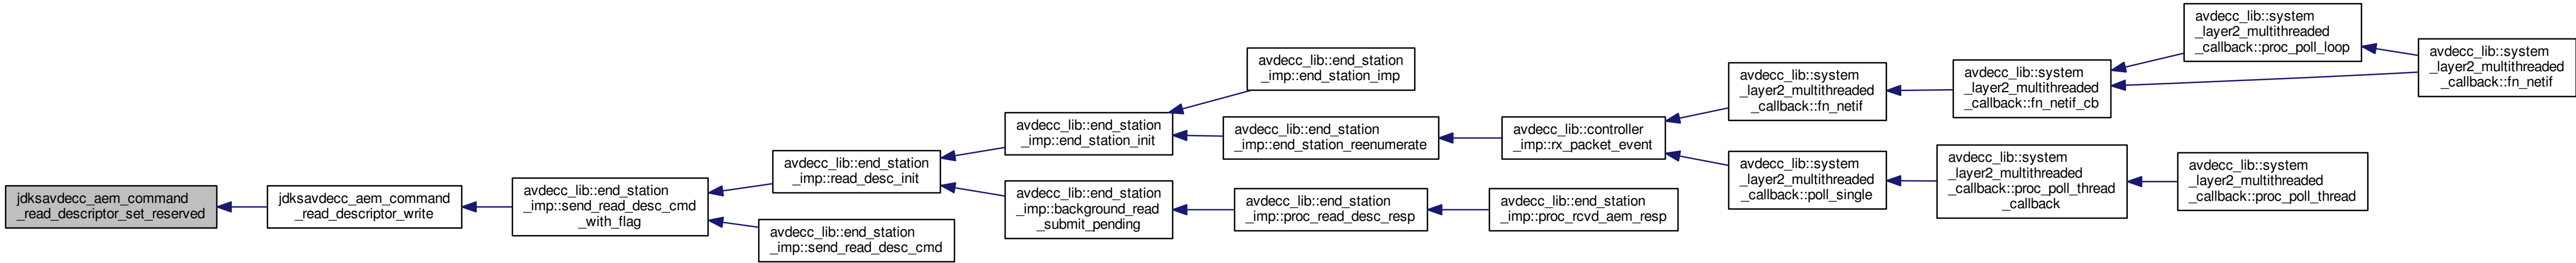 jdksavdecc_aem_command
_read_descriptor_set_reserved
jdksavdecc_aem_command
_read_descriptor_write
avdecc_lib::end_station
_imp::send_read_desc_cmd
_with_flag
avdecc_lib::end_station
_imp::read_desc_init
avdecc_lib::end_station
_imp::send_read_desc_cmd
avdecc_lib::end_station
_imp::end_station_init
avdecc_lib::end_station
_imp::background_read
_submit_pending
avdecc_lib::end_station
_imp::end_station_imp
avdecc_lib::end_station
_imp::end_station_reenumerate
avdecc_lib::end_station
_imp::proc_read_desc_resp
avdecc_lib::controller
_imp::rx_packet_event
avdecc_lib::end_station
_imp::proc_rcvd_aem_resp
avdecc_lib::system
_layer2_multithreaded
_callback::fn_netif
avdecc_lib::system
_layer2_multithreaded
_callback::poll_single
avdecc_lib::system
_layer2_multithreaded
_callback::fn_netif_cb
avdecc_lib::system
_layer2_multithreaded
_callback::proc_poll_thread
_callback
avdecc_lib::system
_layer2_multithreaded
_callback::proc_poll_loop
avdecc_lib::system
_layer2_multithreaded
_callback::proc_poll_thread
avdecc_lib::system
_layer2_multithreaded
_callback::fn_netif